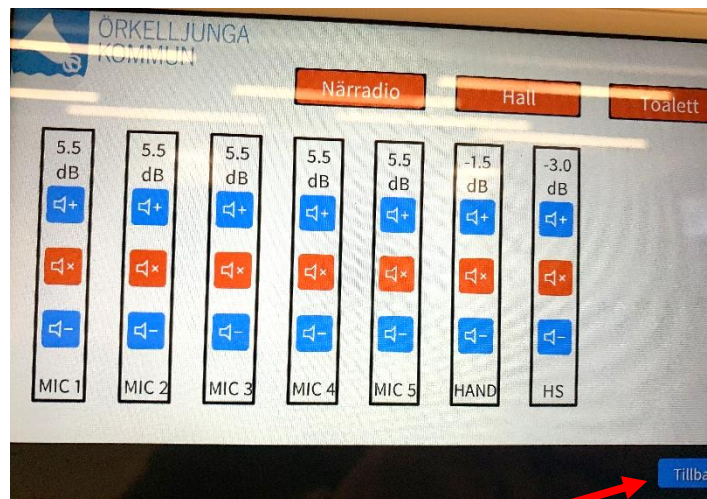 ÖRKELLJUNGA
KOMMUN
Närradio
Hall
Toalett
5.5
dB
5.5
dB
5.5
dB
5.5
dB
5.5
dB
-1.5
dB
-3.0
dB
MIC 1
MIC 2
MIC 3
MIC 4
MIC 5
HAND
HS